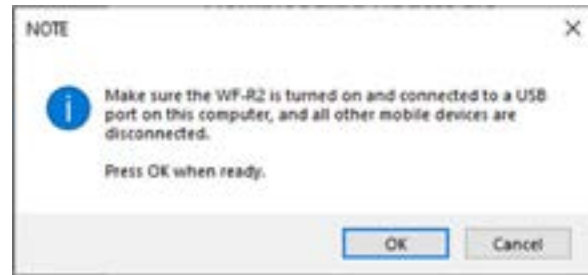 NOTE
Make sure the WF-R2 is turned on and connected to a USB
port on this computer, and all other mobile devices are
disconnected.
Press OK when ready.
OK
Cancel